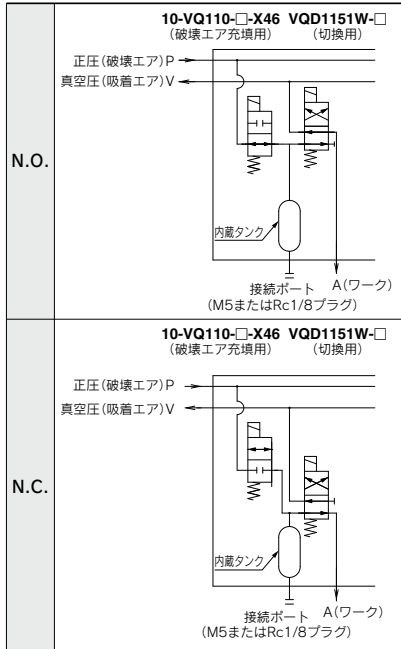 N.O.
10-VQ110-□-X46 VQD1151W-□
(破壊エア充填用) (切換用)
正圧(破壊エア)P
真空圧(吸着エア)V
内蔵タンク
接続ポート A(ワーク)
(M5またはRc1/8プラグ)
N.C.
10-VQ110-□-X46 VQD1151W-□
(破壊エア充填用) (切換用)
正圧(破壊エア)P
真空圧(吸着エア)V
内蔵タンク
接続ポート A(ワーク)
(M5またはRc1/8プラグ)